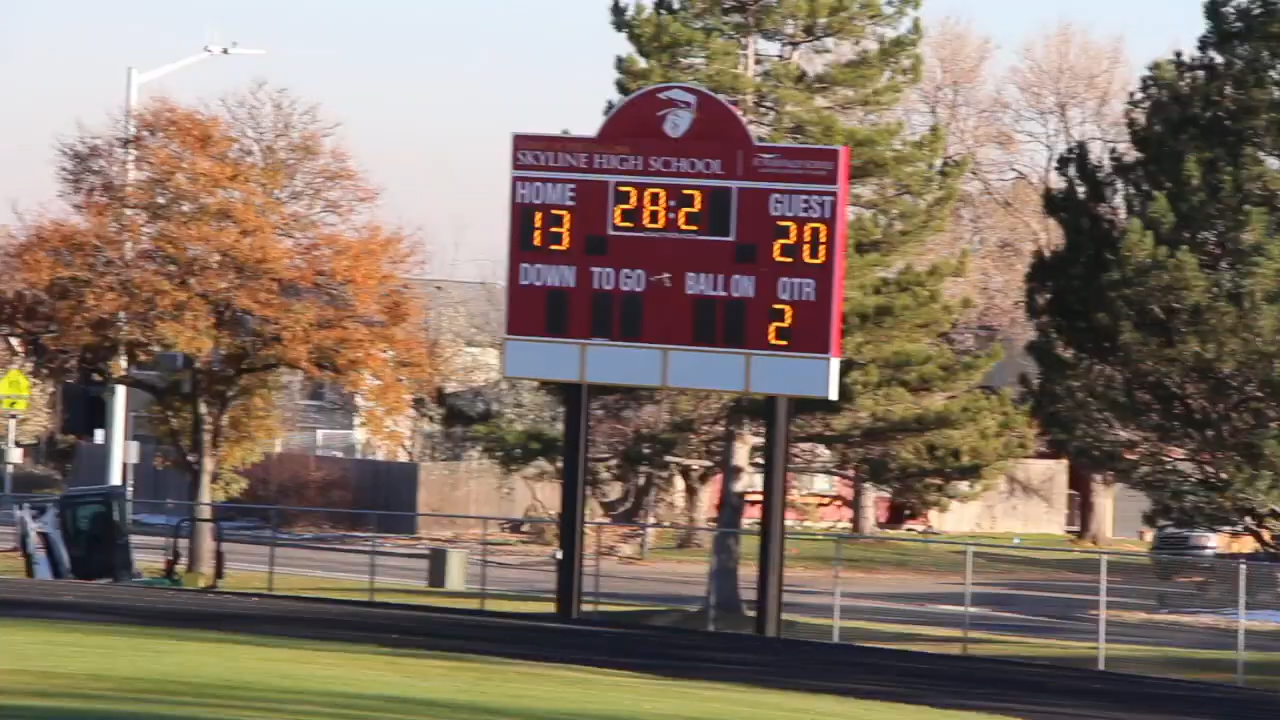 SKYLINE HIGH SCHOOL
HOME 28:2 GUEST
13 20
DOWN TO GO BALL ON QTR
2